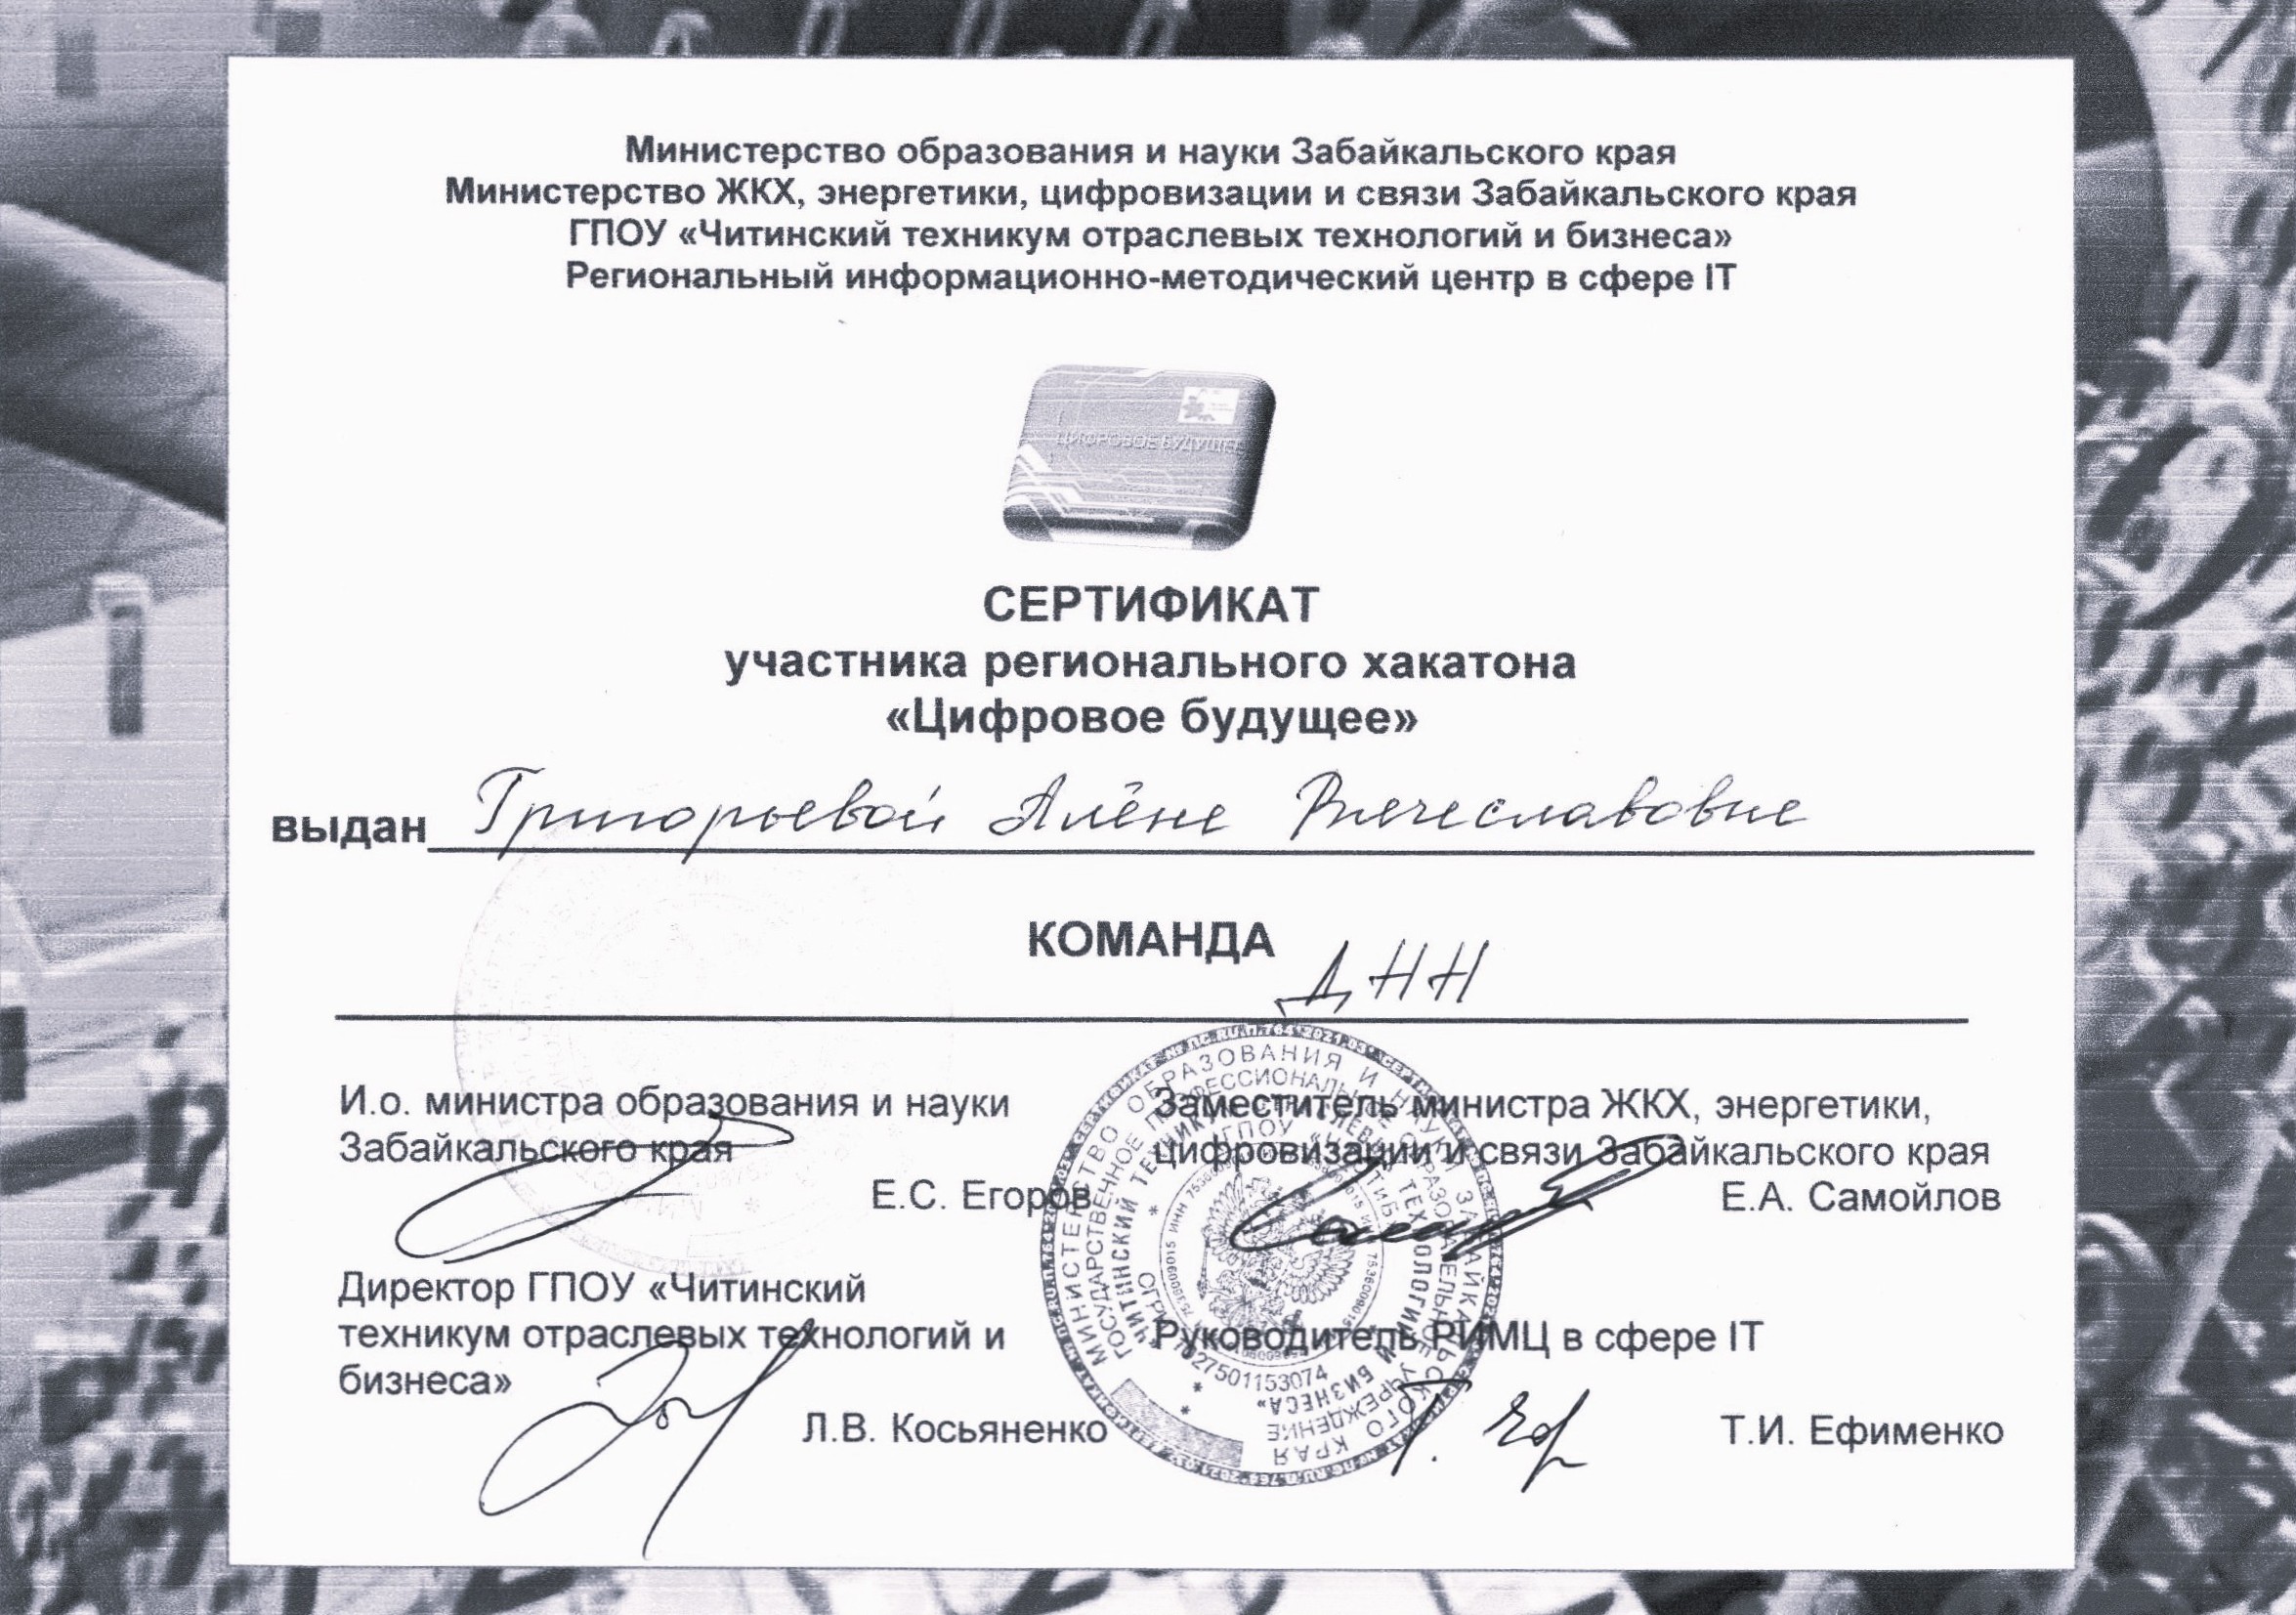 Министерство образования и науки Забайкальского края
Министерство ЖКХ, энергетики, цифровизации и связи Забайкальского края
ГПОУ «Читинский техникум отраслевых технологий и бизнеса»
Региональный информационно-методический центр в сфере IT
ЦИФРОВОЕ БУДУЩЕЕ
СЕРТИФИКАТ
участника регионального хакатона
«Цифровое будущее»
выдан Григорьевой Алёне Вячеславовне
КОМАНДА
ДНН
И.о. министра образования и науки
Забайкальского края
Е.С. Егоров
Заместитель министра ЖКХ, энергетики,
цифровизации и связи Забайкальского края
Е.А. Самойлов
Директор ГПОУ «Читинский
техникум отраслевых технологий и
бизнеса»
Л.В. Косьяненко
Руководитель РИМЦ в сфере IT
Т.И. Ефименко
МИНИСТЕРСТВО ОБРАЗОВАНИЯ И НАУКИ ЗАБАЙКАЛЬСКОГО КРАЯ
ГОСУДАРСТВЕННОЕ ПРОФЕССИОНАЛЬНОЕ ОБРАЗОВАТЕЛЬНОЕ УЧРЕЖДЕНИЕ
«ЧИТИНСКИЙ ТЕХНИКУМ ОТРАСЛЕВЫХ ТЕХНОЛОГИЙ И БИЗНЕСА»